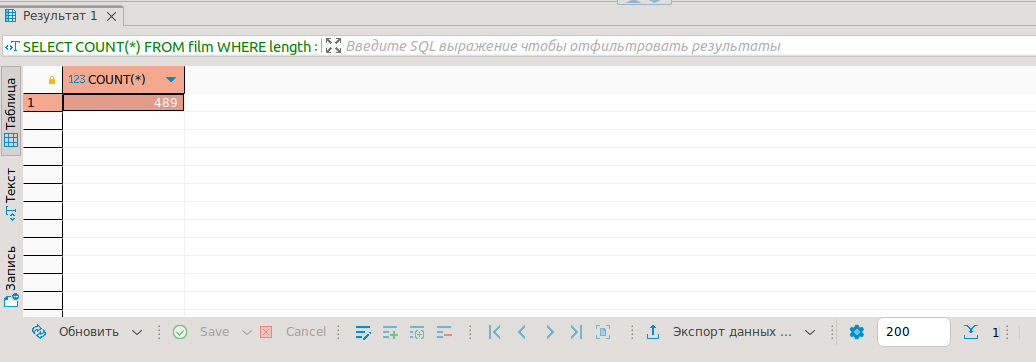 Результат 1
SELECT COUNT(*) FROM film WHERE length : Введите SQL выражение чтобы отфильтровать результаты
123 COUNT(*)
1 489
Таблица
Текст
Запись
Обновить Save Cancel Экспорт данных ... 200 1